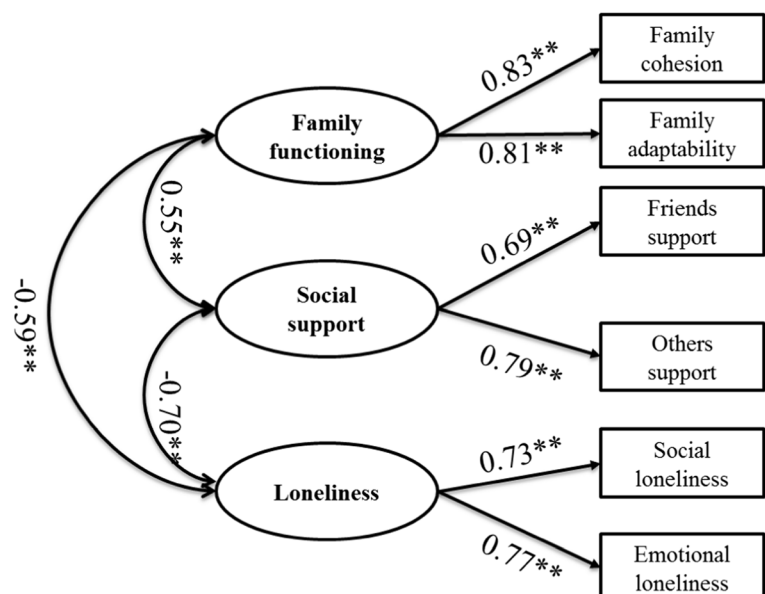 Family
cohesion
0.83**
Family
functioning
Family
adaptability
0.81**
0.55**
Friends
support
0.69**
-0.59**
Social
support
Others
support
0.79**
-0.70**
Social
loneliness
0.73**
Loneliness
Emotional
loneliness
0.77**